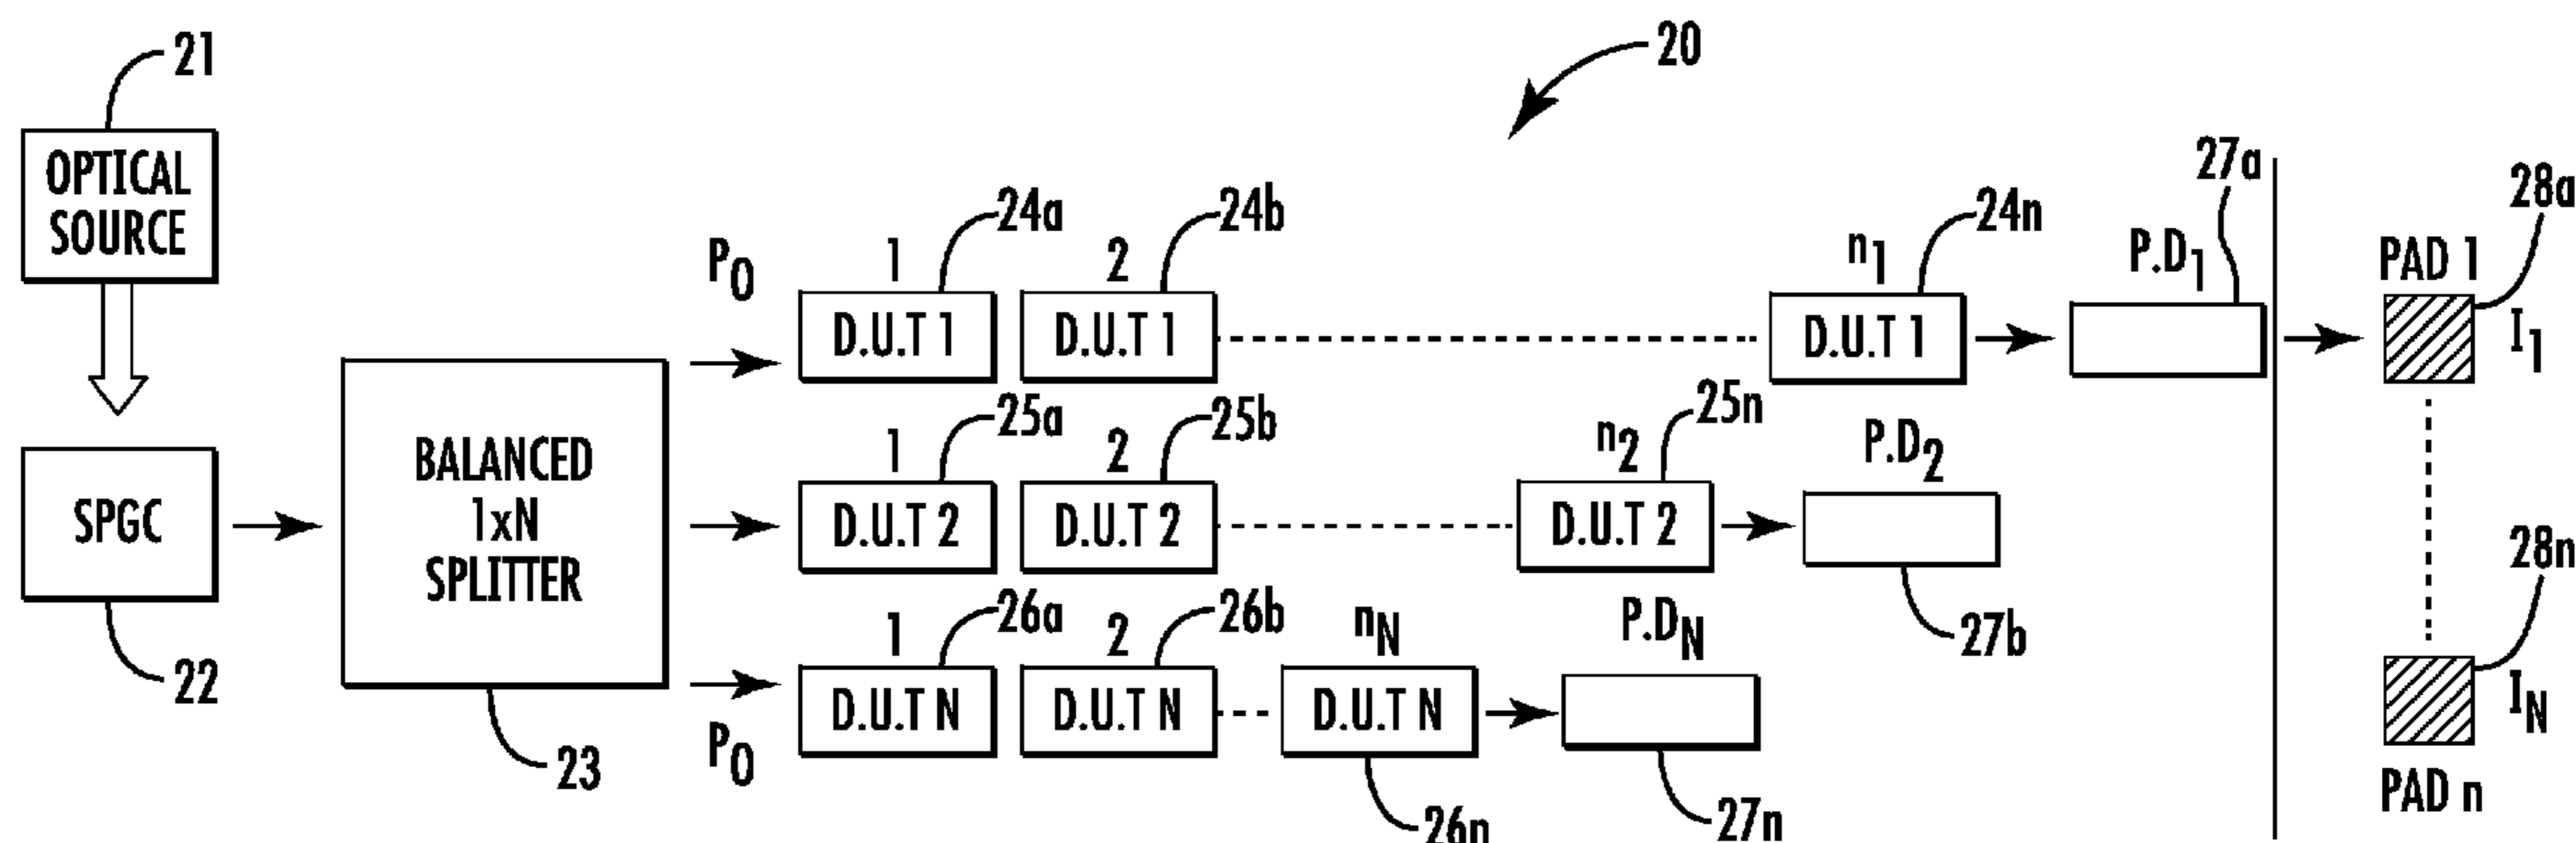 20
21
OPTICAL
SOURCE
SPGC
22
BALANCED
1xN
SPLITTER
23
P0
P0
1
24a
2
24b
n1
24n
P.D1
27a
D.U.T 1
D.U.T 1
D.U.T 1
1
25a
2
25b
n2
25n
P.D2
D.U.T 2
D.U.T 2
D.U.T 2
27b
1
26a
2
26b
nN
P.DN
D.U.T N
D.U.T N
D.U.T N
26n
27n
28a
PAD 1
I1
28n
IN
PAD n